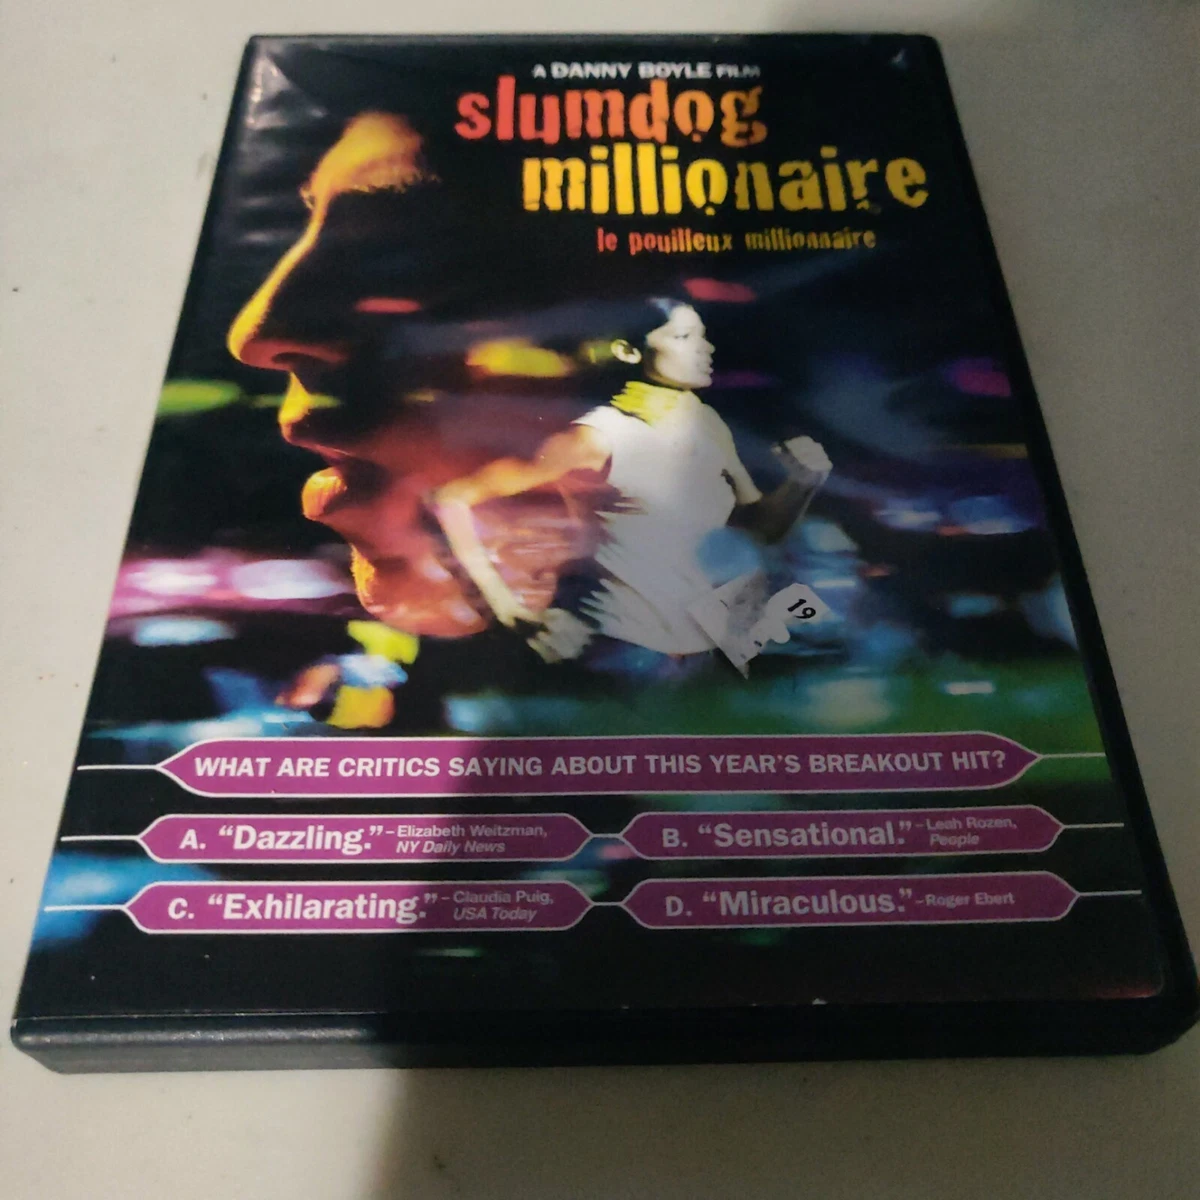 A DANNY BOYLE FILM
slumdog
millionaire
le pouilleux millionnaire
19
WHAT ARE CRITICS SAYING ABOUT THIS YEAR'S BREAKOUT HIT?
A. “Dazzling.” – Elizabeth Weitzman,
NY Daily News
B. “Sensational.” – Leah Rozen,
People
C. “Exhilarating.” – Claudia Puig,
USA Today
D. “Miraculous.” – Roger Ebert